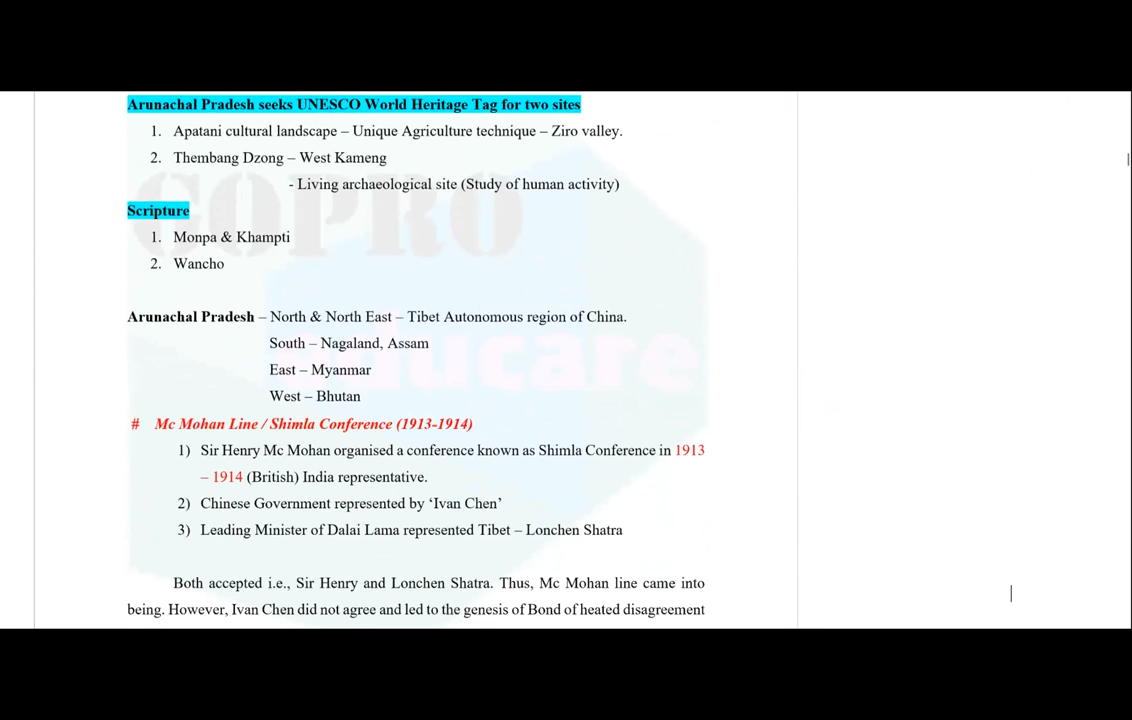 Arunachal Pradesh seeks UNESCO World Heritage Tag for two sites
1. Apatani cultural landscape – Unique Agriculture technique – Ziro valley.
2. Thembang Dzong – West Kameng
- Living archaeological site (Study of human activity)
GOPRO
Scripture
1. Monpa & Khampti
2. Wancho
Arunachal Pradesh – North & North East – Tibet Autonomous region of China.
South – Nagaland, Assam
educare
East – Myanmar
West – Bhutan
# Mc Mohan Line / Shimla Conference (1913-1914)
1) Sir Henry Mc Mohan organised a conference known as Shimla Conference in 1913
– 1914 (British) India representative.
2) Chinese Government represented by ‘Ivan Chen’
3) Leading Minister of Dalai Lama represented Tibet – Lonchen Shatra
Both accepted i.e., Sir Henry and Lonchen Shatra. Thus, Mc Mohan line came into
being. However, Ivan Chen did not agree and led to the genesis of Bond of heated disagreement